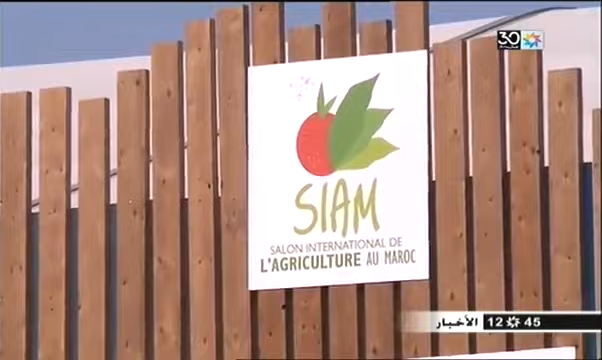 30
SIAM
SALON INTERNATIONAL DE
L'AGRICULTURE AU MAROC
الأخبار 12 45